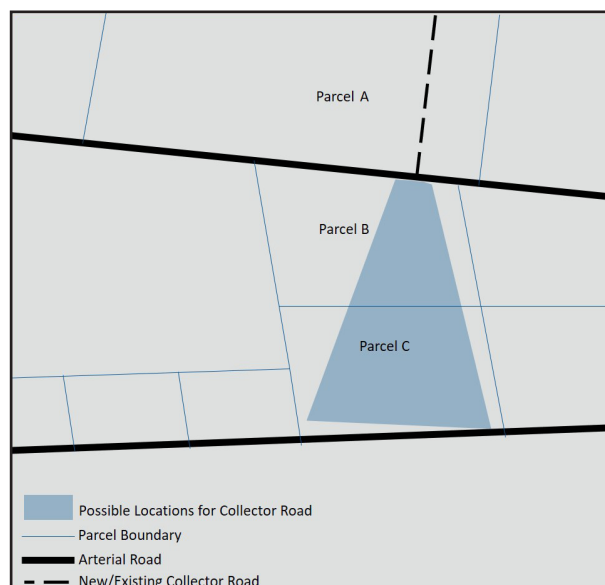 Parcel A
Parcel B
Parcel C
Possible Locations for Collector Road
Parcel Boundary
Arterial Road
New/Existing Collector Road